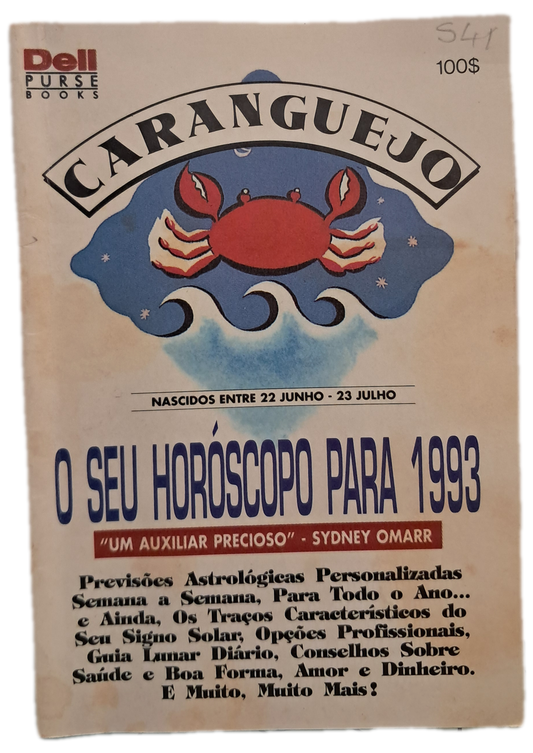 Dell
PURSE
BOOKS
S41
100$
CARANGUEJO
NASCIDOS ENTRE 22 JUNHO - 23 JULHO
O SEU HORÓSCOPO PARA 1993
"UM AUXILIAR PRECIOSO" - SYDNEY OMARR
Previsões Astrológicas Personalizadas
Semana a Semana, Para Todo o Ano...
e Ainda, Os Traços Característicos do
Seu Signo Solar, Opções Profissionais,
Guia Lunar Diário, Conselhos Sobre
Saúde e Boa Forma, Amor e Dinheiro.
E Muito, Muito Mais!